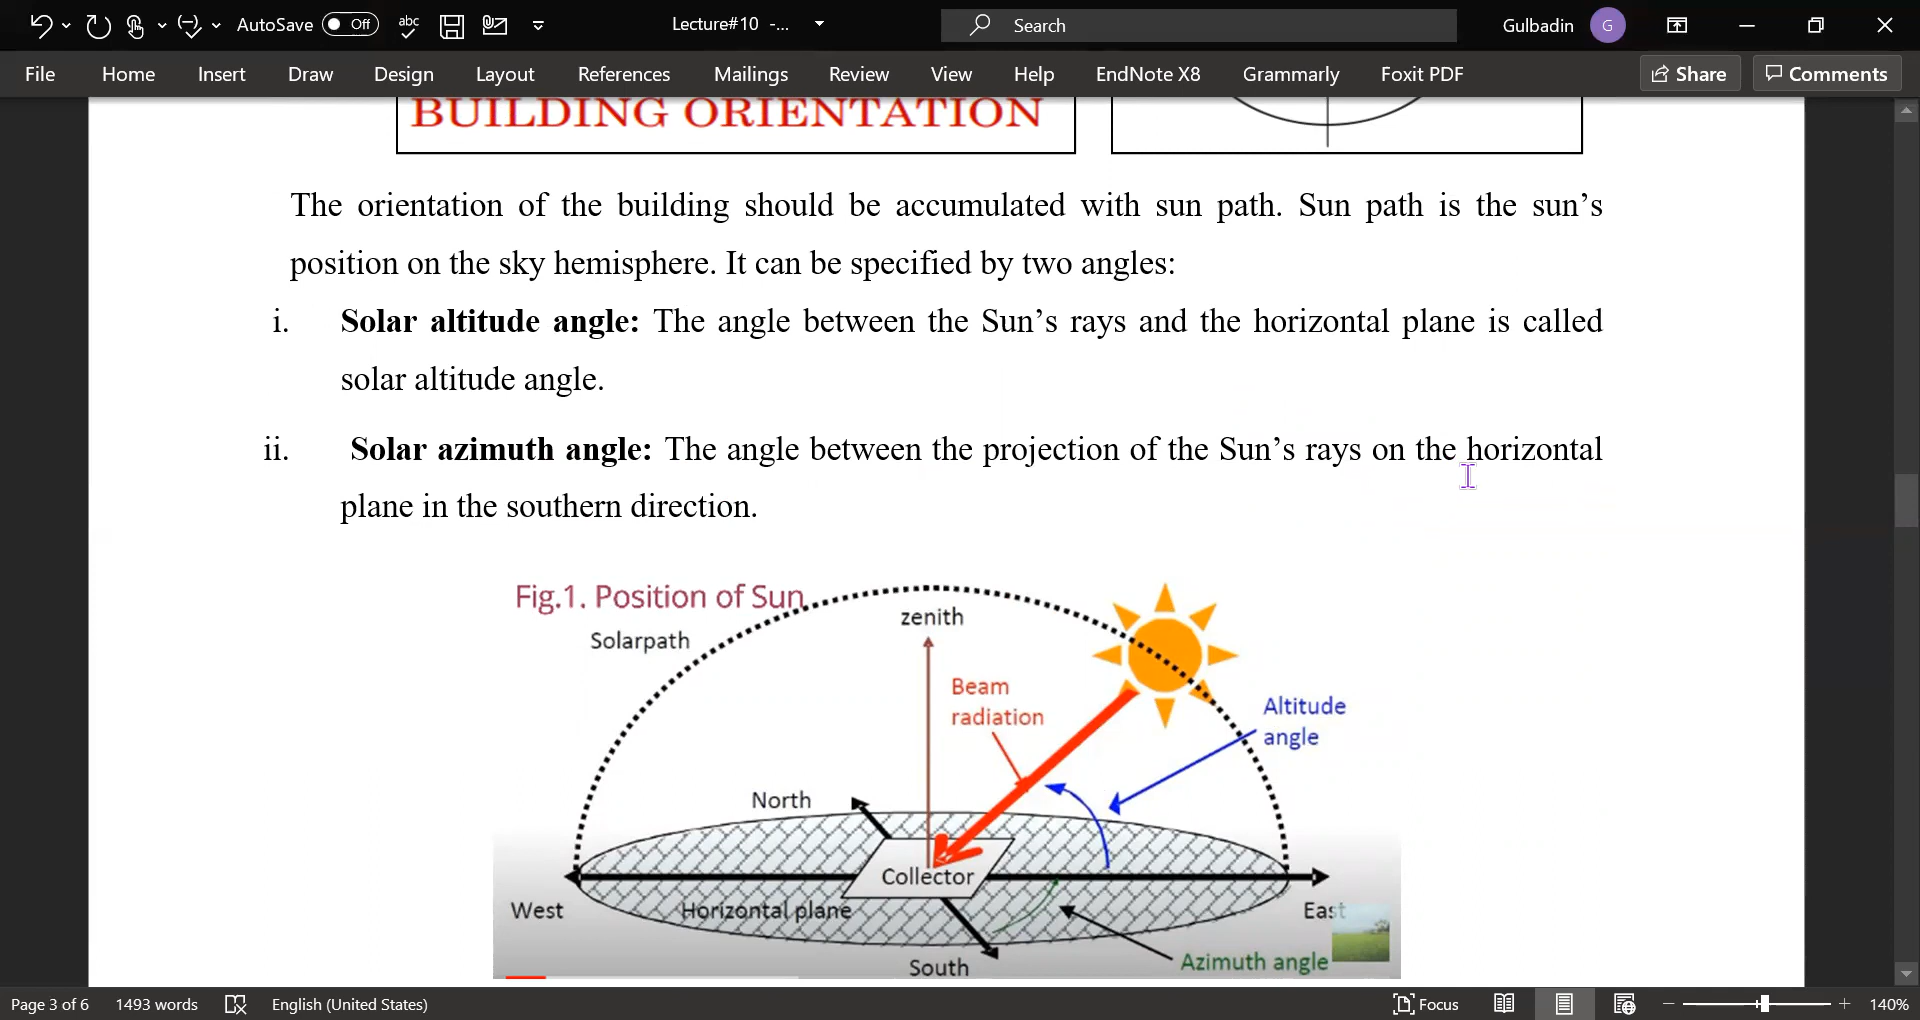 AutoSave Off abc Lecture#10 -... Search Gulbadin G
File Home Insert Draw Design Layout References Mailings Review View Help EndNote X8 Grammarly Foxit PDF Share Comments
BUILDING ORIENTATION
The orientation of the building should be accumulated with sun path. Sun path is the sun’s
position on the sky hemisphere. It can be specified by two angles:
i. Solar altitude angle: The angle between the Sun’s rays and the horizontal plane is called
solar altitude angle.
ii. Solar azimuth angle: The angle between the projection of the Sun’s rays on the horizontal
plane in the southern direction.
Fig.1. Position of Sun
zenith
Solarpath
Beam
radiation
Altitude
angle
North
Collector
West
Horizontal plane
East
South
Azimuth angle
Page 3 of 6 1493 words English (United States) Focus 140%